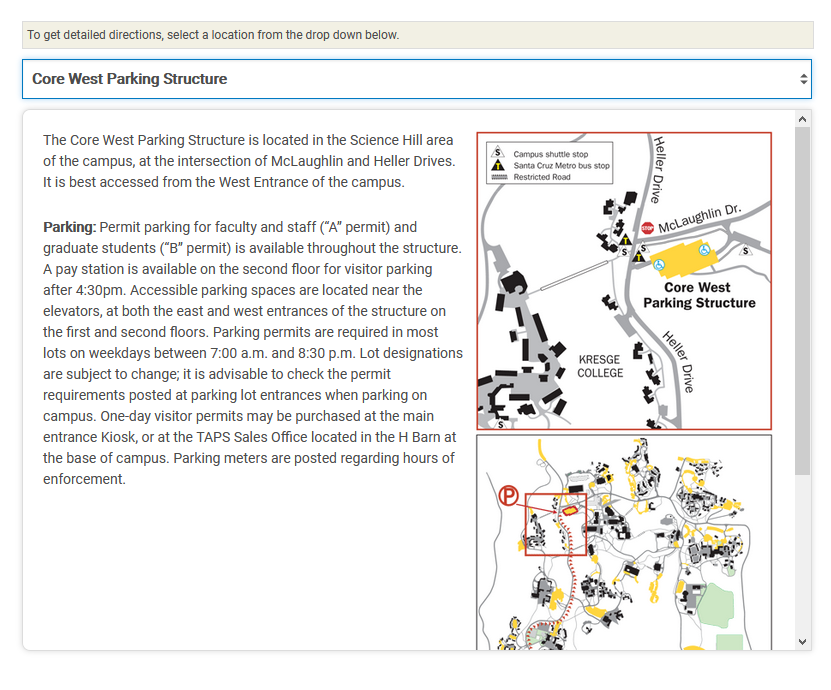 To get detailed directions, select a location from the drop down below.
Core West Parking Structure
The Core West Parking Structure is located in the Science Hill area
of the campus, at the intersection of McLaughlin and Heller Drives.
It is best accessed from the West Entrance of the campus.
Parking: Permit parking for faculty and staff (“A” permit) and
graduate students (“B” permit) is available throughout the structure.
A pay station is available on the second floor for visitor parking
after 4:30pm. Accessible parking spaces are located near the
elevators, at both the east and west entrances of the structure on
the first and second floors. Parking permits are required in most
lots on weekdays between 7:00 a.m. and 8:30 p.m. Lot designations
are subject to change; it is advisable to check the permit
requirements posted at parking lot entrances when parking on
campus. One-day visitor permits may be purchased at the main
entrance Kiosk, or at the TAPS Sales Office located in the H Barn at
the base of campus. Parking meters are posted regarding hours of
enforcement.
S Campus shuttle stop
T Santa Cruz Metro bus stop
Restricted Road
Heller Drive
McLaughlin Dr.
STOP
T
S
S
T
S
Core West
Parking Structure
Heller Drive
KRESGE
COLLEGE
S
P